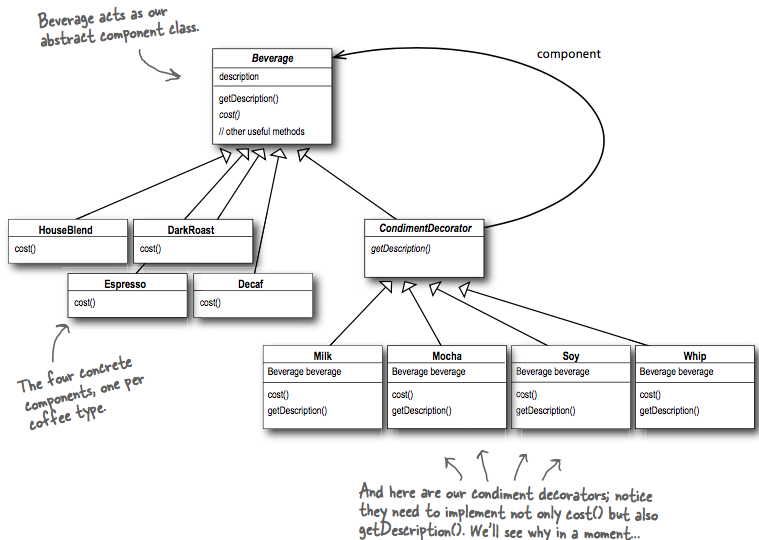 Beverage acts as our
abstract component class.
Beverage
description
getDescription()
cost()
// other useful methods
component
HouseBlend
cost()
DarkRoast
cost()
Espresso
cost()
Decaf
cost()
CondimentDecorator
getDescription()
The four concrete
components, one per
coffee type.
Milk
Beverage beverage
cost()
getDescription()
Mocha
Beverage beverage
cost()
getDescription()
Soy
Beverage beverage
cost()
getDescription()
Whip
Beverage beverage
cost()
getDescription()
And here are our condiment decorators; notice
they need to implement not only cost() but also
getDescription(). We'll see why in a moment...